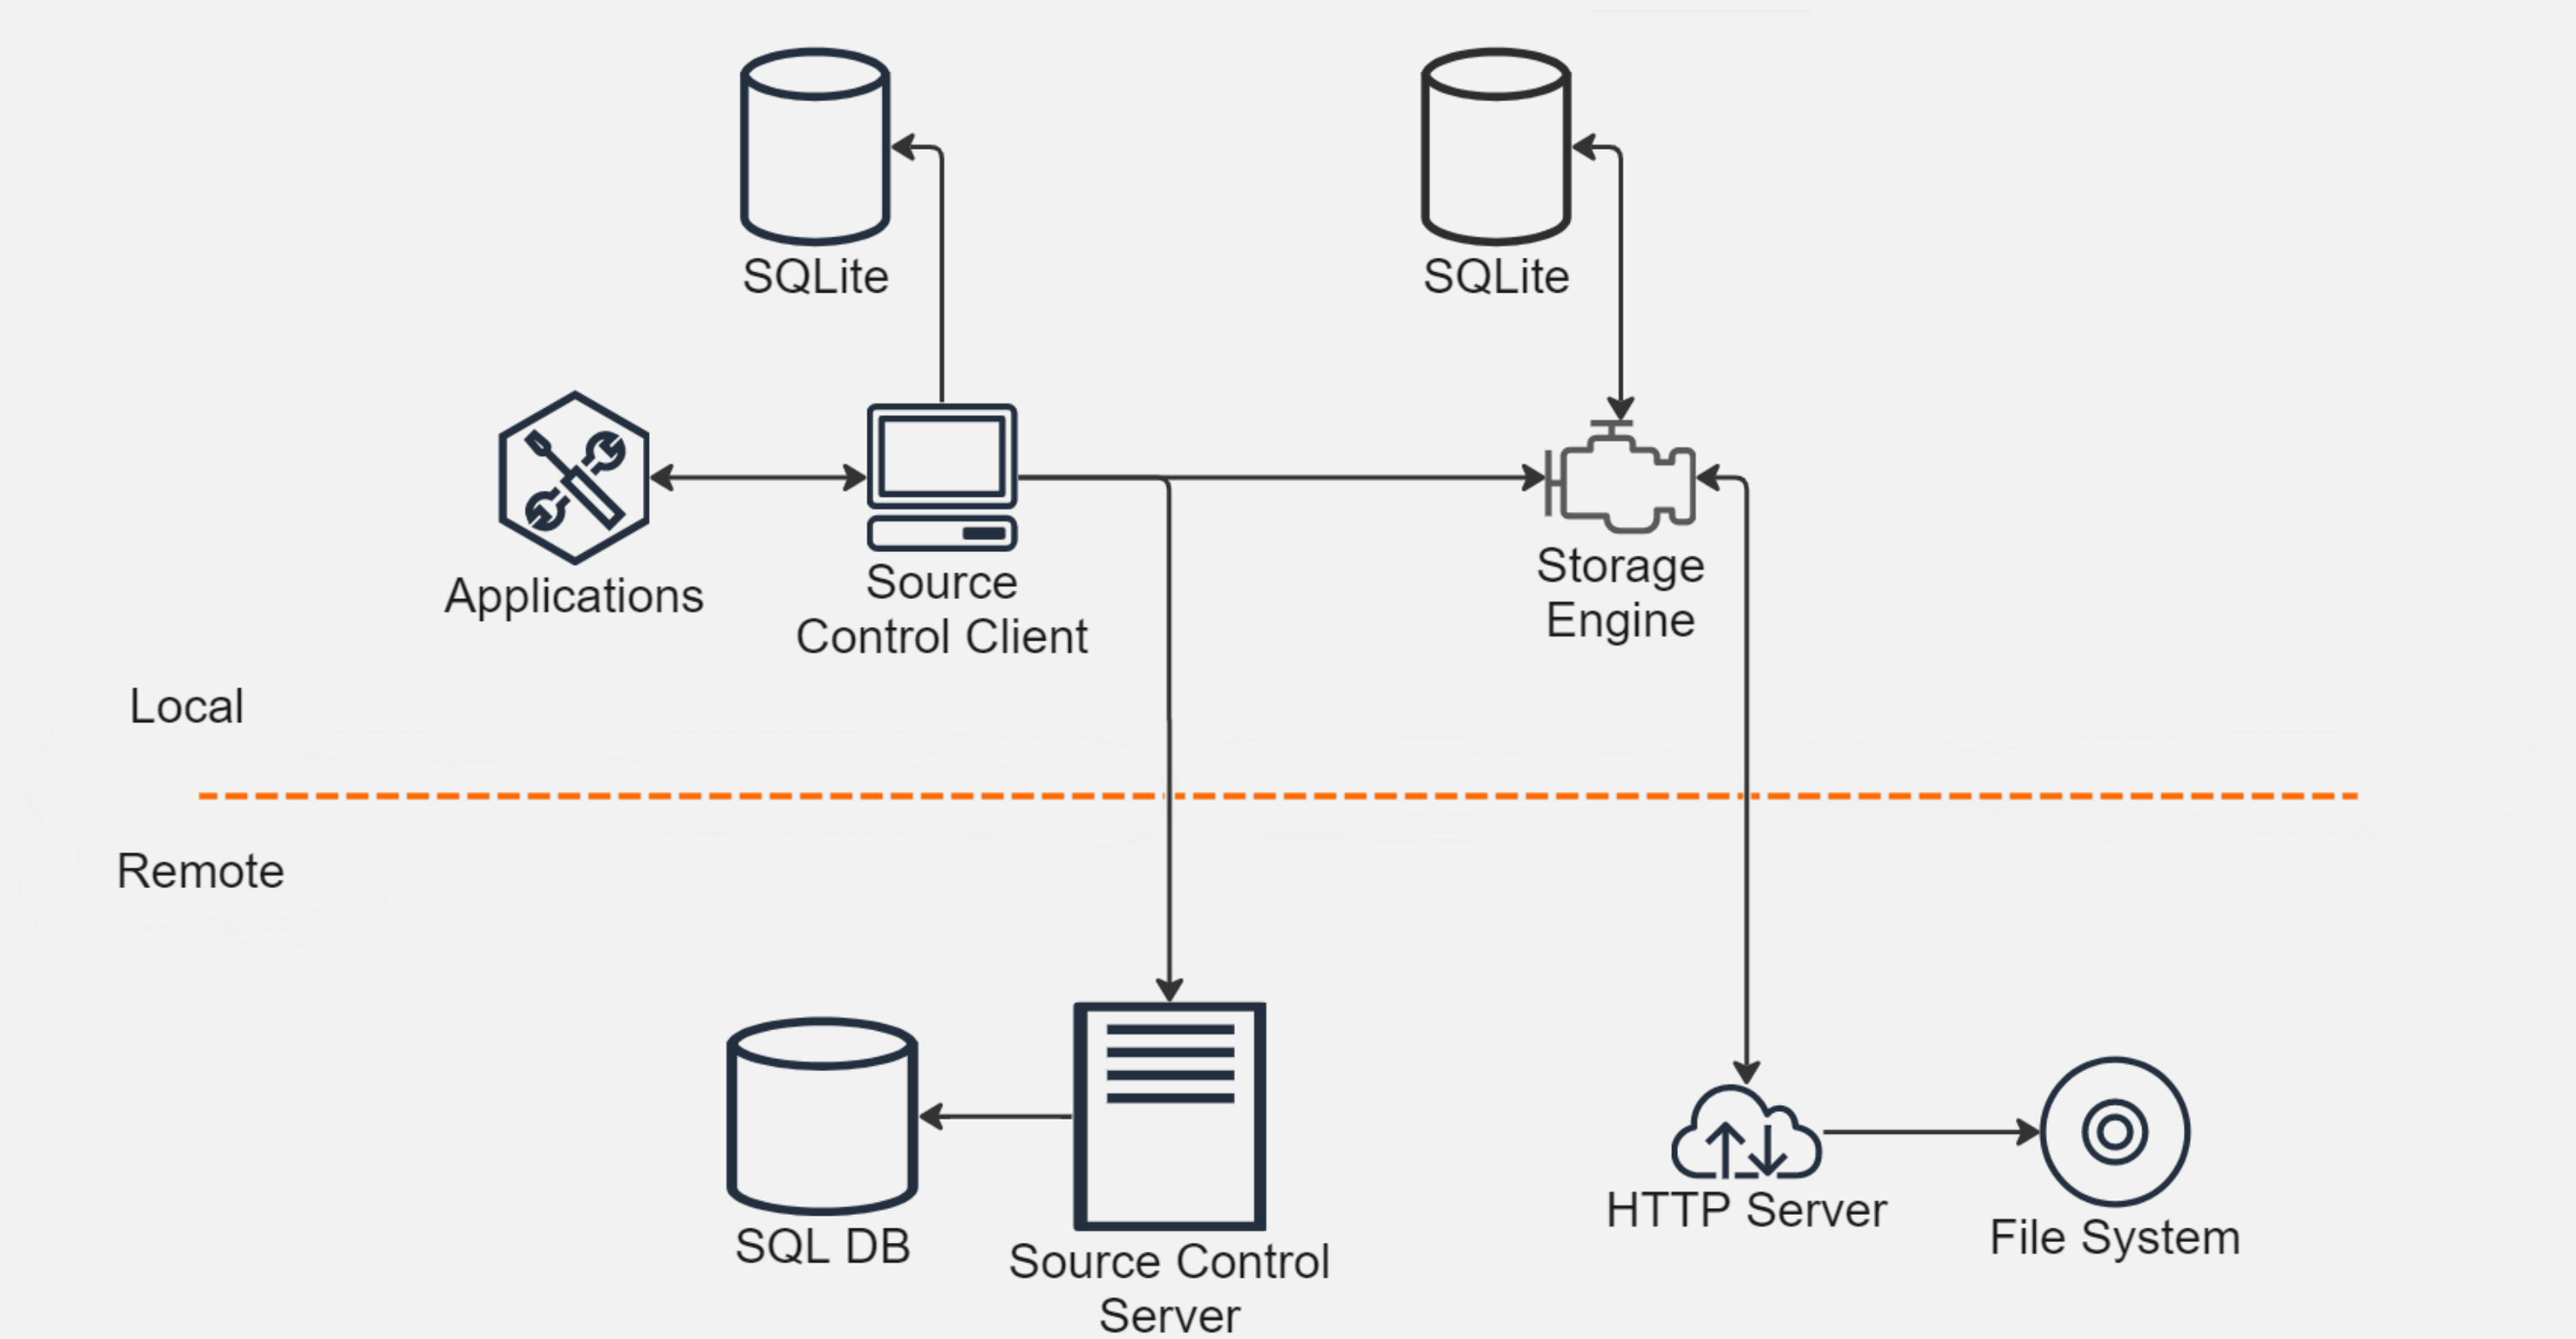 SQLite
SQLite
Applications
Source
Control Client
Storage
Engine
Local
Remote
SQL DB
Source Control
Server
HTTP Server
File System